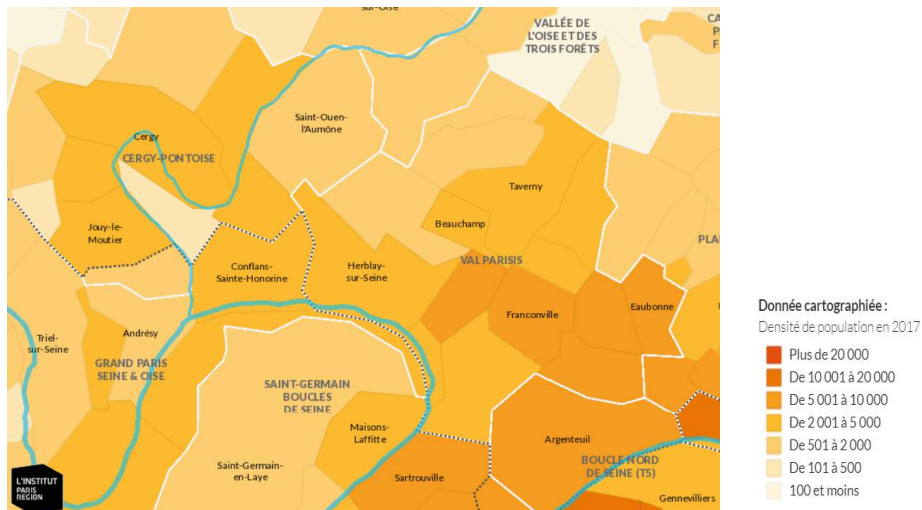 sur-Oise
VALLÉE DE
L'OISE ET DES
TROIS FORÊTS
Saint-Ouen-
l'Aumône
Cergy
CERGY-PONTOISE
Taverny
Jouy-le-
Moutier
Beauchamp
PLAI
Conflans-
Sainte-Honorine
Herblay-
sur-Seine
VAL PARISIS
Franconville
Eaubonne
Triel-
sur-Seine
Andrésy
GRAND PARIS
SEINE & OISE
SAINT-GERMAIN
BOUCLES
DE SEINE
Maisons-
Laffitte
Argenteuil
BOUCLE NORD
DE SEINE (T5)
Saint-Germain-
en-Laye
Sartrouville
Gennevilliers
L'INSTITUT
PARIS
REGION
Donnée cartographiée :
Densité de population en 2017
Plus de 20 000
De 10 001 à 20 000
De 5 001 à 10 000
De 2 001 à 5 000
De 501 à 2 000
De 101 à 500
100 et moins